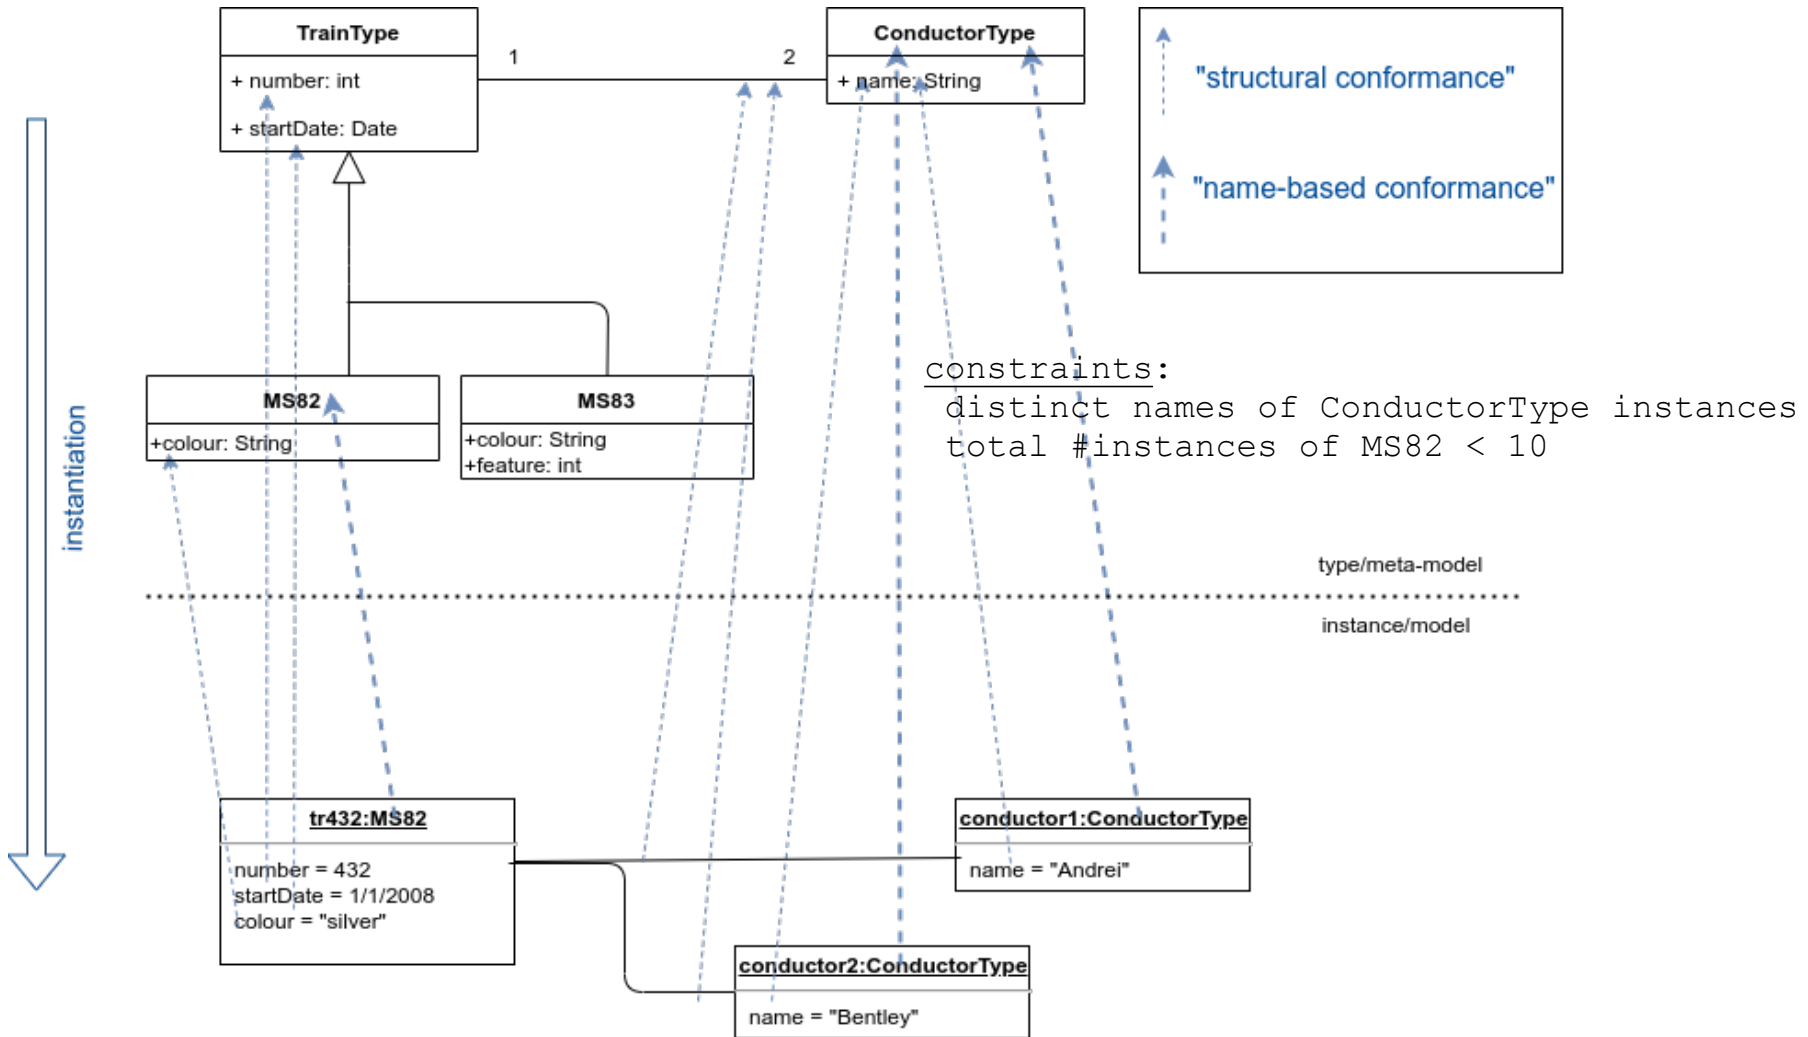 TrainType
+ number: int
+ startDate: Date
1
2
ConductorType
+ name: String
"structural conformance"
"name-based conformance"
MS82
+colour: String
MS83
+colour: String
+feature: int
constraints:
distinct names of ConductorType instances
total #instances of MS82 < 10
instantiation
type/meta-model
instance/model
tr432:MS82
number = 432
startDate = 1/1/2008
colour = "silver"
conductor1:ConductorType
name = "Andrei"
conductor2:ConductorType
name = "Bentley"